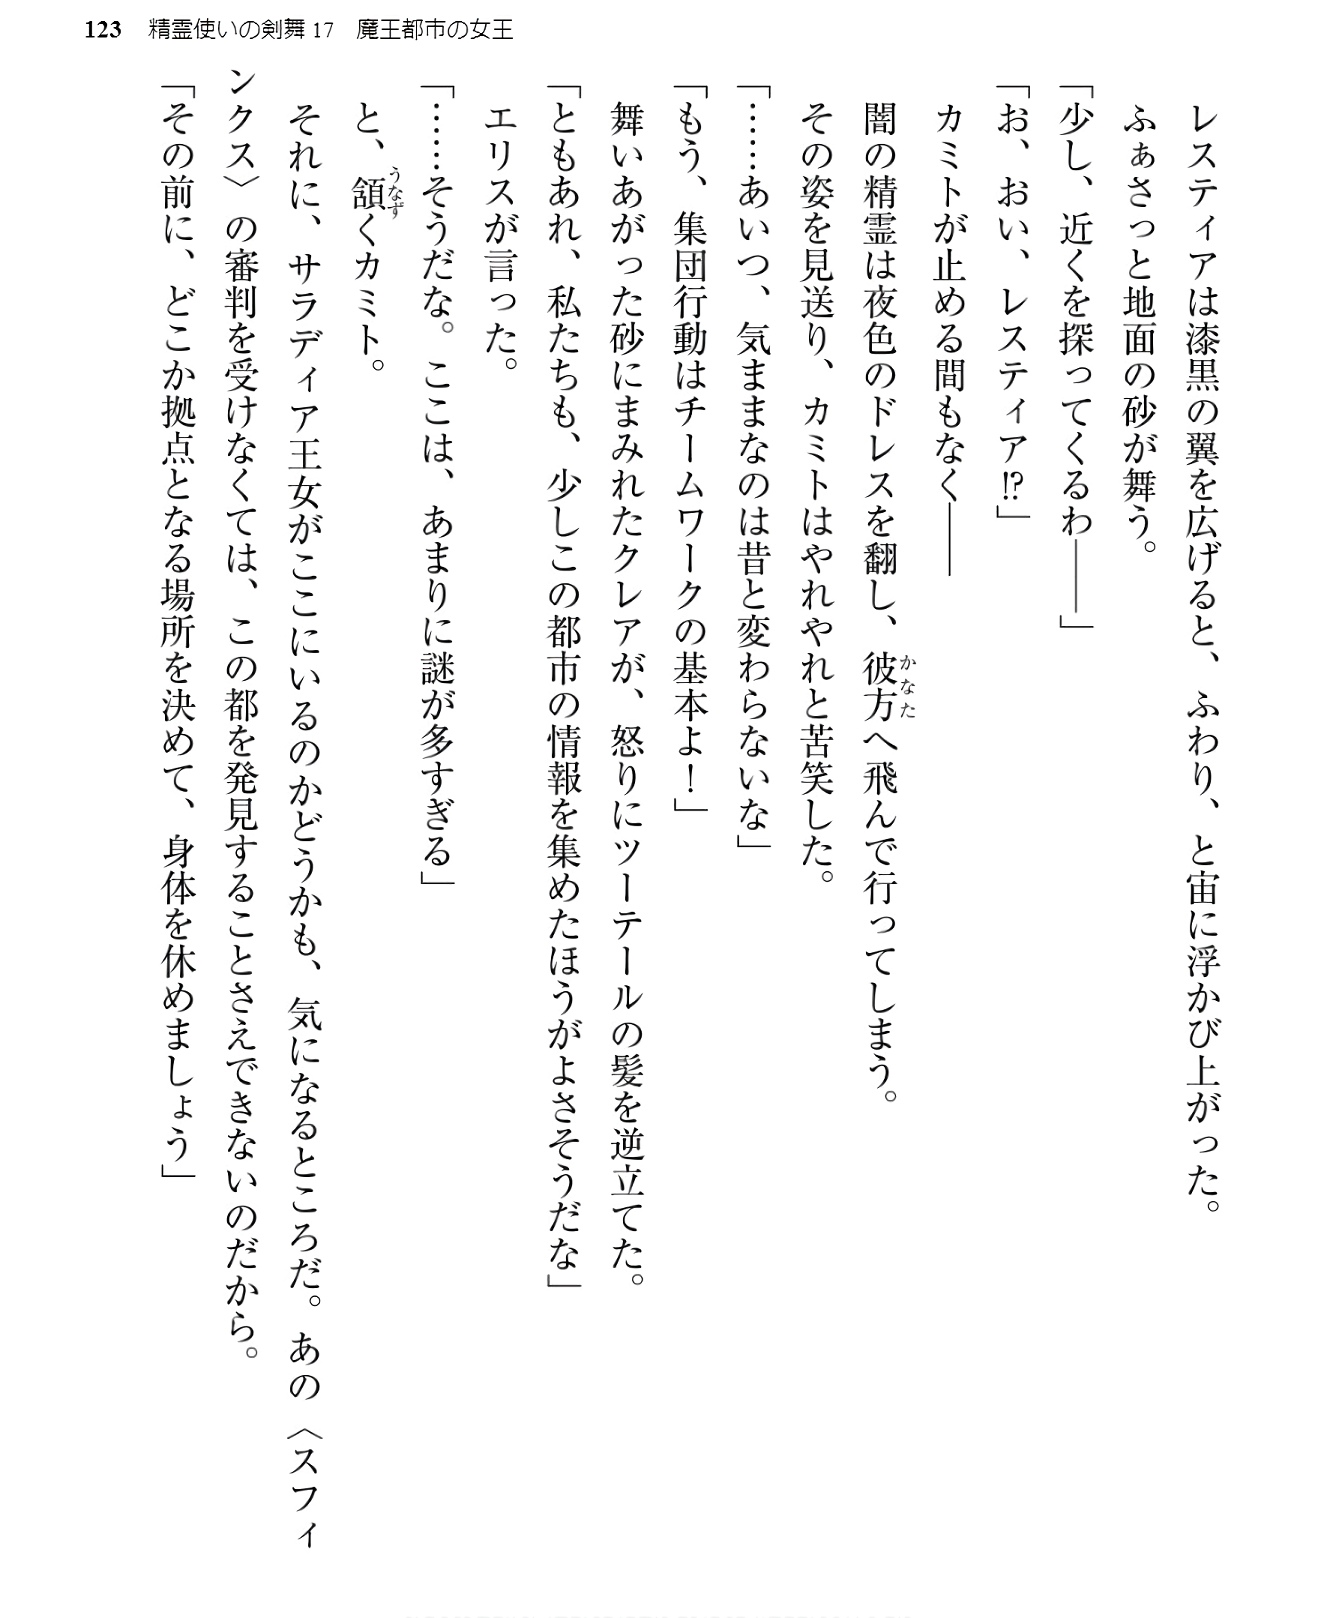 123 精霊使いの剣舞17 魔王都市の女王
レスティアは漆黒の翼を広げると、ふわり、と宙に浮かび上がった。
ふぁさっと地面の砂が舞う。
「少し、近くを探ってくるわ――」
「お、おい、レスティア!?」
カミトが止める間もなく――
闇の精霊は夜色のドレスを翻し、彼方へ飛んで行ってしまう。
かなた
その姿を見送り、カミトはやれやれと苦笑した。
「……あいつ、気ままなのは昔と変わらないな」
「もう、集団行動はチームワークの基本よ！」
舞いあがった砂にまみれたクレアが、怒りにツーテールの髪を逆立てた。
「ともあれ、私たちも、少しこの都市の情報を集めたほうがよさそうだな」
エリスが言った。
「……そうだな。ここは、あまりに謎が多すぎる」
と、頷くカミト。
うなず
それに、サラディア王女がここにいるのかどうかも、気になるところだ。あの〈スフィ
ンクス〉の審判を受けなくては、この都を発見することさえできないのだから。
「その前に、どこか拠点となる場所を決めて、身体を休めましょう」